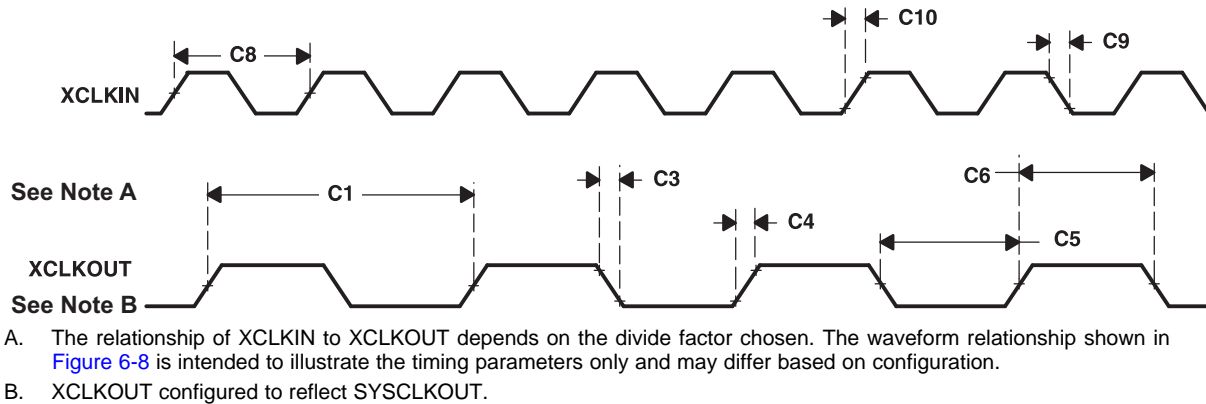 C10
C8
C9
XCLKIN
See Note A
C1
C3
C6
C4
C5
XCLKOUT
See Note B
A. The relationship of XCLKIN to XCLKOUT depends on the divide factor chosen. The waveform relationship shown in
Figure 6-8 is intended to illustrate the timing parameters only and may differ based on configuration.
B. XCLKOUT configured to reflect SYSCLKOUT.